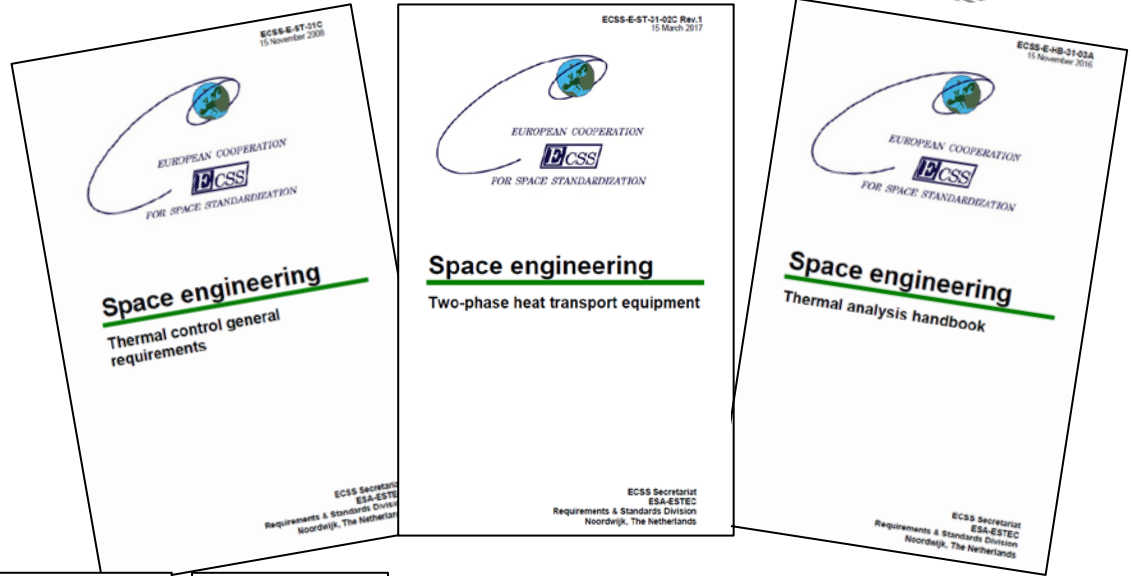 ECSS-E-ST-31C
15 November 2008
EUROPEAN COOPERATION
ECSS
FOR SPACE STANDARDIZATION
Space engineering
Thermal control general
requirements
ECSS Secretaria
ESA-ESTE
Requirements & Standards Divisi
Noordwijk, The Netherlan
ECSS-E-ST-31-02C Rev.1
15 March 2017
EUROPEAN COOPERATION
ECSS
FOR SPACE STANDARDIZATION
Space engineering
Two-phase heat transport equipment
ECSS Secretariat
ESA-ESTEC
Requirements & Standards Division
Noordwijk, The Netherlands
ECSS-E-HB-31-03A
15 November 2016
EUROPEAN COOPERATION
ECSS
FOR SPACE STANDARDIZATION
Space engineering
Thermal analysis handbook
ECSS Secretariat
ESA-ESTEC
Requirements & Standards Division
Noordwijk, The Netherlands